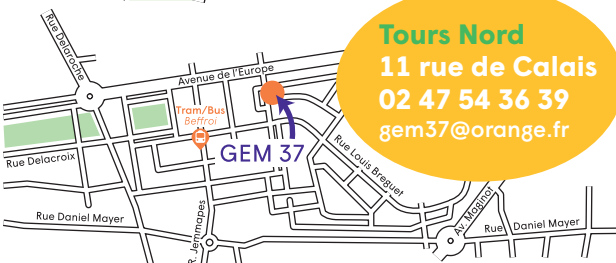 Rue Delaroche
Avenue de l'Europe
Tram/Bus
Beffroi
GEM 37
Rue Delacroix
Rue Daniel Mayer
R. Jemmapes
Rue Louis Breguet
Av. Maginot
Rue Daniel Mayer
Tours Nord
11 rue de Calais
02 47 54 36 39
gem37@orange.fr